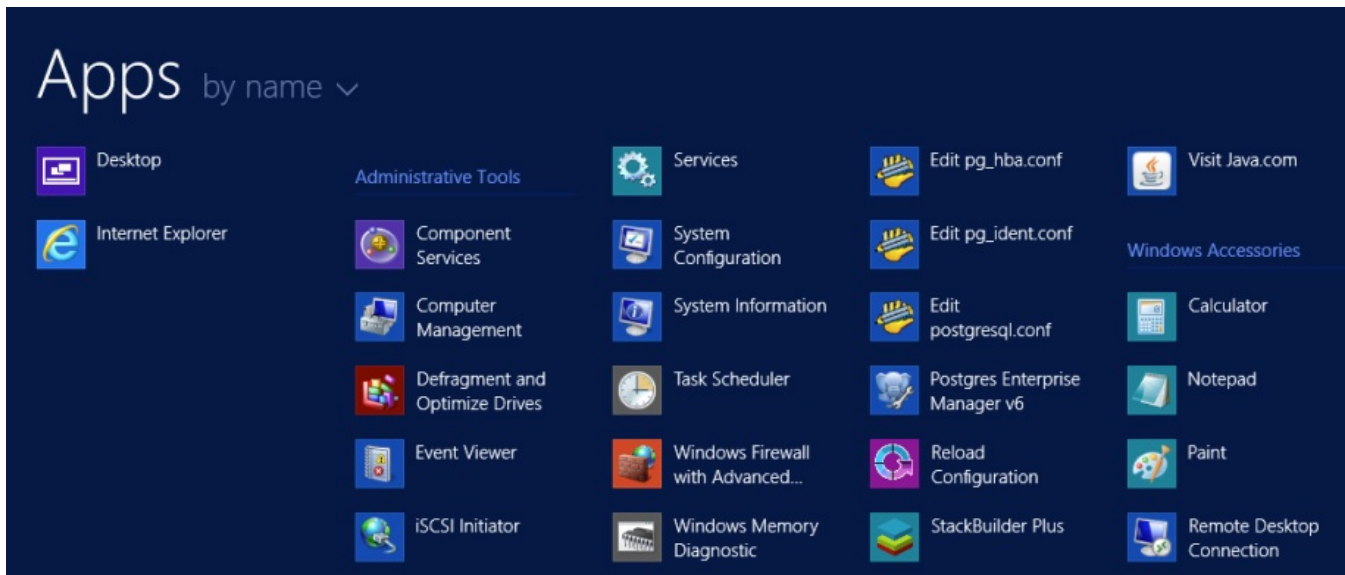 Apps by name
Desktop
Internet Explorer
Administrative Tools
Component
Services
Computer
Management
Defragment and
Optimize Drives
Event Viewer
iSCSI Initiator
Services
System
Configuration
System Information
Task Scheduler
Windows Firewall
with Advanced...
Windows Memory
Diagnostic
Edit pg_hba.conf
Edit pg_ident.conf
Edit
postgresql.conf
Postgres Enterprise
Manager v6
Reload
Configuration
StackBuilder Plus
Visit Java.com
Windows Accessories
Calculator
Notepad
Paint
Remote Desktop
Connection